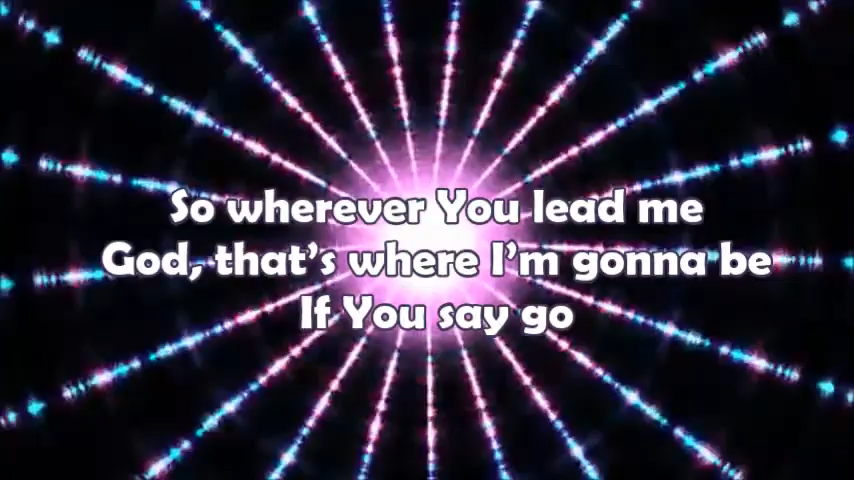 So wherever You lead me
God, that’s where I’m gonna be
If You say go